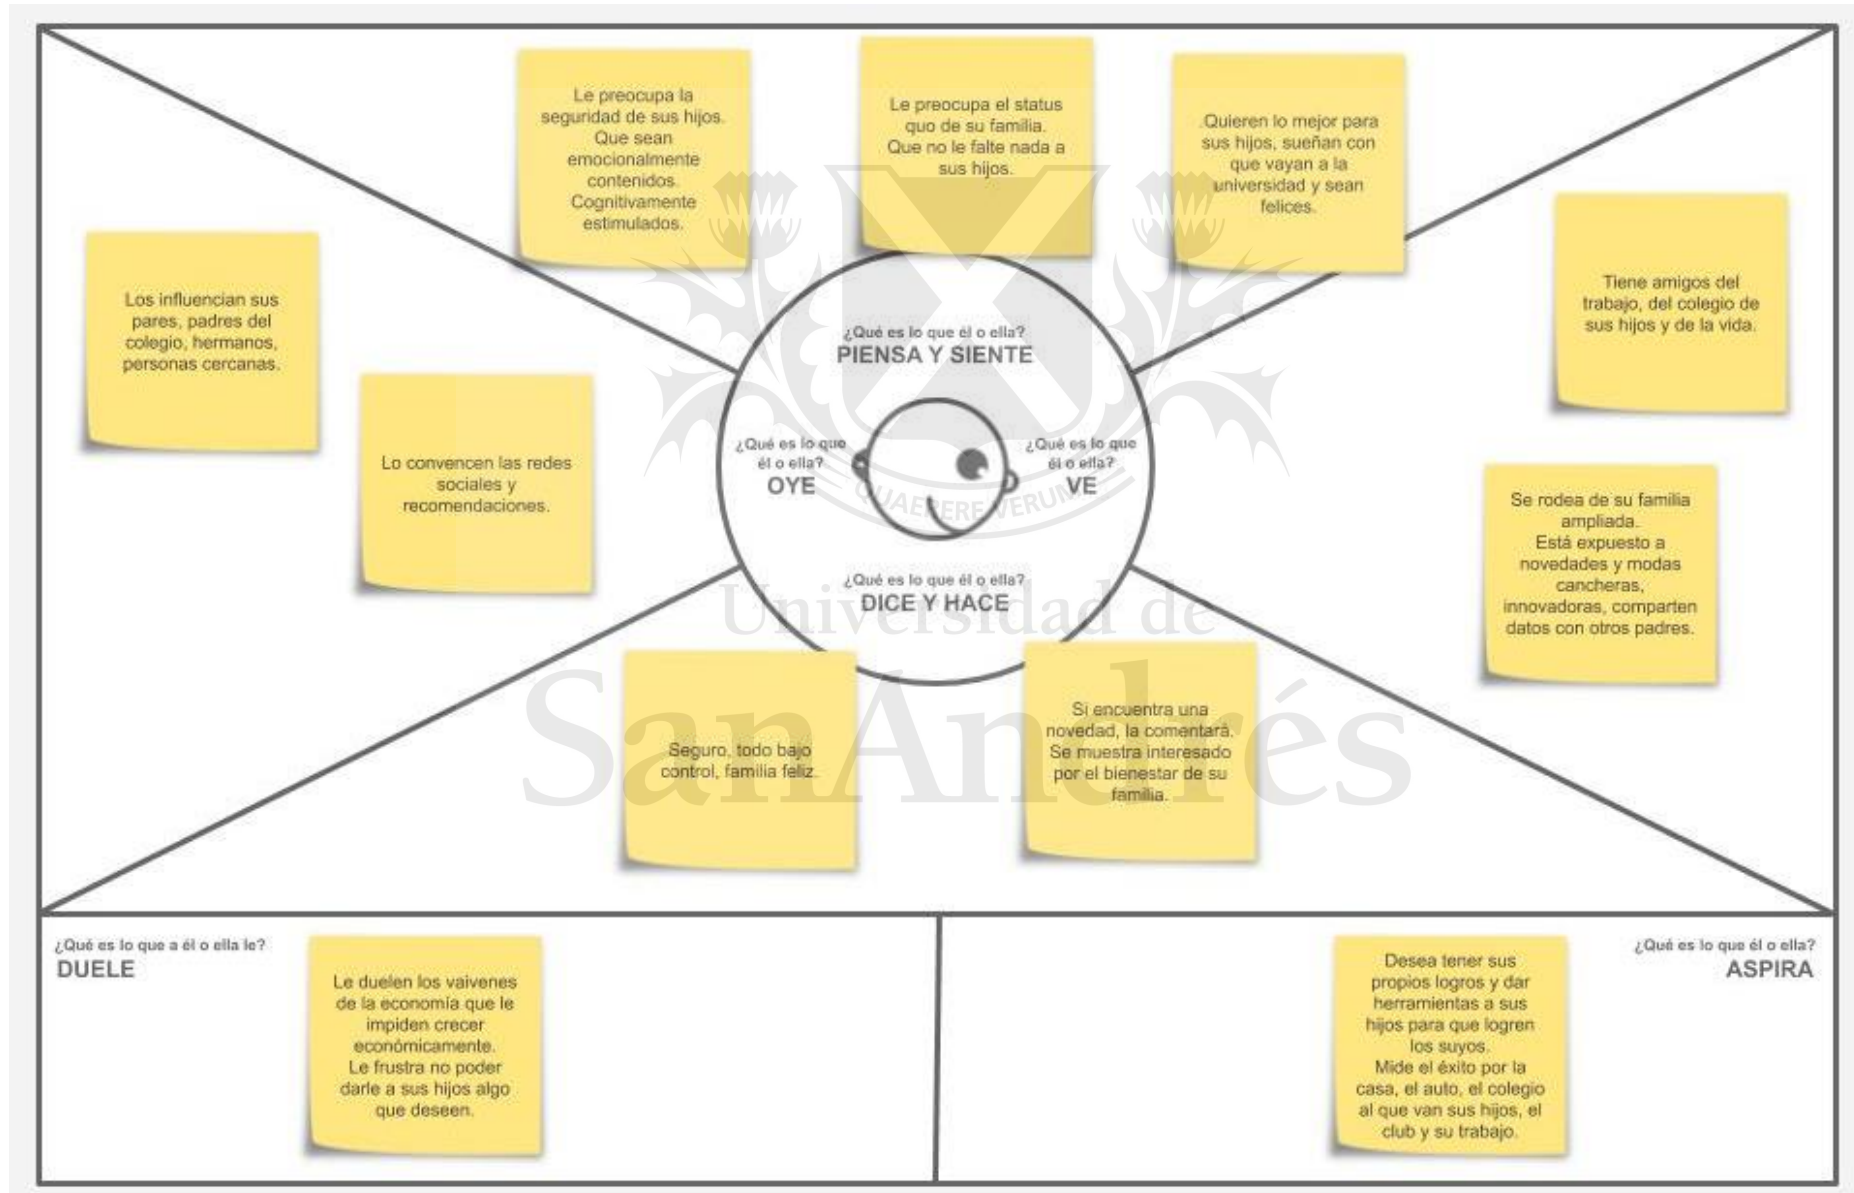 Le preocupa la
seguridad de sus hijos.
Que sean
emocionalmente
contenidos.
Cognitivamente
estimulados.
Le preocupa el status
quo de su familia.
Que no le falte nada a
sus hijos.
.Quieren lo mejor para
sus hijos, sueñan con
que vayan a la
universidad y sean
felices.
Los influencian sus
pares, padres del
colegio, hermanos,
personas cercanas.
Lo convencen las redes
sociales y
recomendaciones.
¿Qué es lo que él o ella?
PIENSA Y SIENTE
¿Qué es lo que
él o ella?
OYE
¿Qué es lo que
él o ella?
VE
¿Qué es lo que él o ella?
DICE Y HACE
Tiene amigos del
trabajo, del colegio de
sus hijos y de la vida.
Se rodea de su familia
ampliada.
Está expuesto a
novedades y modas
cancheras,
innovadoras, comparten
datos con otros padres.
QUAERERE VERUM
Universidad de
SanAndrés
Seguro, todo bajo
control, familia feliz.
Si encuentra una
novedad, la comentará.
Se muestra interesado
por el bienestar de su
familia.
¿Qué es lo que a él o ella le?
DUELE
Le duelen los vaivenes
de la economía que le
impiden crecer
económicamente.
Le frustra no poder
darle a sus hijos algo
que deseen.
¿Qué es lo que él o ella?
ASPIRA
Desea tener sus
propios logros y dar
herramientas a sus
hijos para que logren
los suyos.
Mide el éxito por la
casa, el auto, el colegio
al que van sus hijos, el
club y su trabajo.